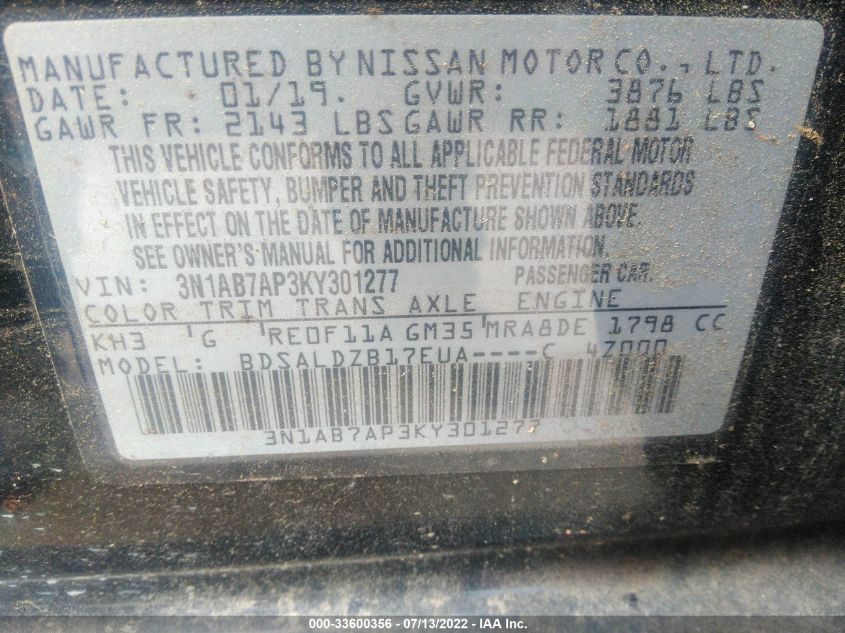 MANUFACTURED BY NISSAN MOTOR CO., LTD.
DATE: 01/19. GVWR: 3876 LBS
GAWR FR: 2143 LBS GAWR RR: 1881 LBS
THIS VEHICLE CONFORMS TO ALL APPLICABLE FEDERAL MOTOR
VEHICLE SAFETY, BUMPER AND THEFT PREVENTION STANDARDS
IN EFFECT ON THE DATE OF MANUFACTURE SHOWN ABOVE.
SEE OWNER'S MANUAL FOR ADDITIONAL INFORMATION.
VIN: 3N1AB7AP3KY301277 PASSENGER CAR.
COLOR TRIM TRANS AXLE ENGINE
KH3 G RE0F11A GM35 MRA8DE 1798 CC
MODEL: BDSALDZB17EUA----C 4Z000
3N1AB7AP3KY301277
000-33600356 - 07/13/2022 - IAA Inc.